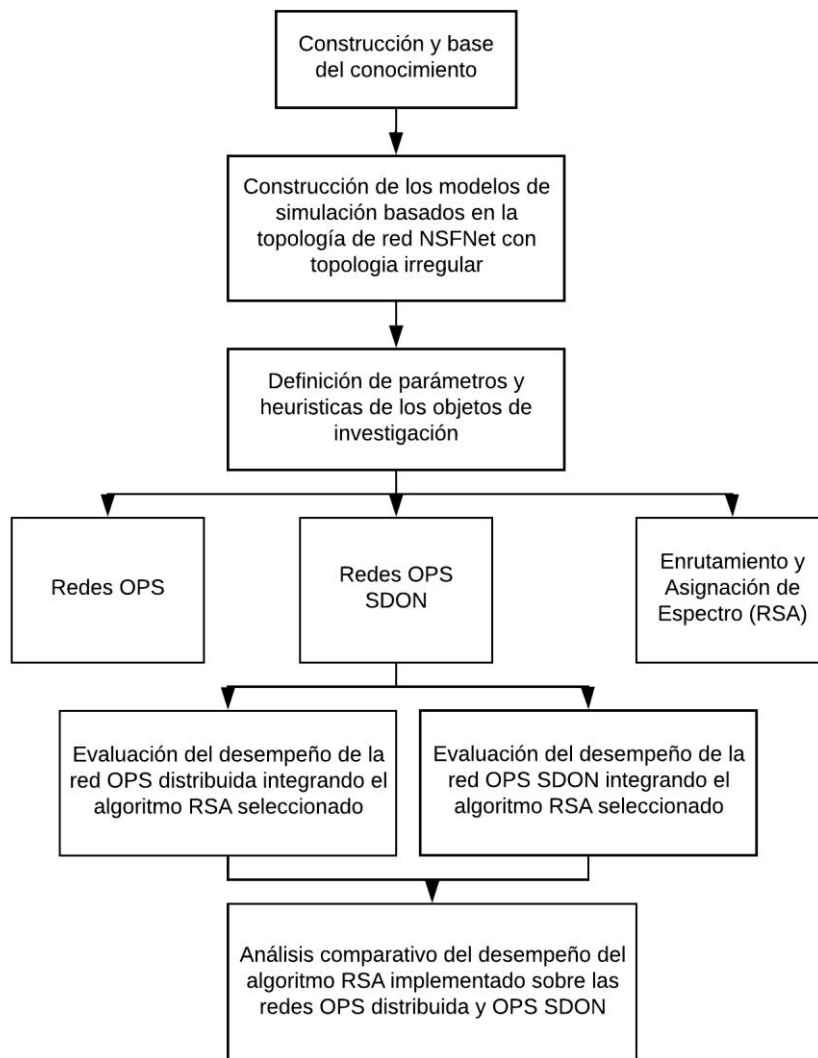 Construcción y base
del conocimiento
Construcción de los modelos de
simulación basados en la
topología de red NSFNet con
topologia irregular
Definición de parámetros y
heuristicas de los objetos de
investigación
Redes OPS
Redes OPS
SDON
Enrutamiento y
Asignación de
Espectro (RSA)
Evaluación del desempeño de la
red OPS distribuida integrando el
algoritmo RSA seleccionado
Evaluación del desempeño de la
red OPS SDON integrando el
algoritmo RSA seleccionado
Análisis comparativo del desempeño del
algoritmo RSA implementado sobre las
redes OPS distribuida y OPS SDON